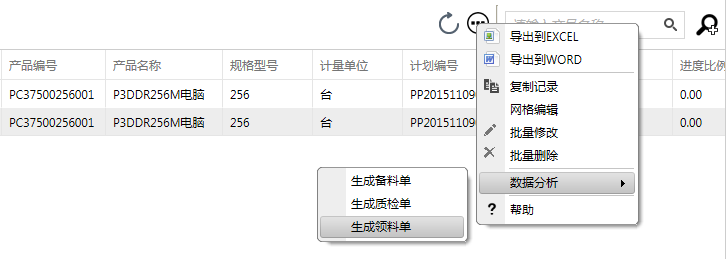 请输入产品名称
导出到EXCEL
导出到WORD
复制记录
网格编辑
批量修改
批量删除
数据分析
帮助
生成备料单
生成质检单
生成领料单
产品编号 产品名称 规格型号 计量单位 计划编号 进度比例
PC37500256001 P3DDR256M电脑 256 台 PP20151109 0.00
PC37500256001 P3DDR256M电脑 256 台 PP20151109 0.00